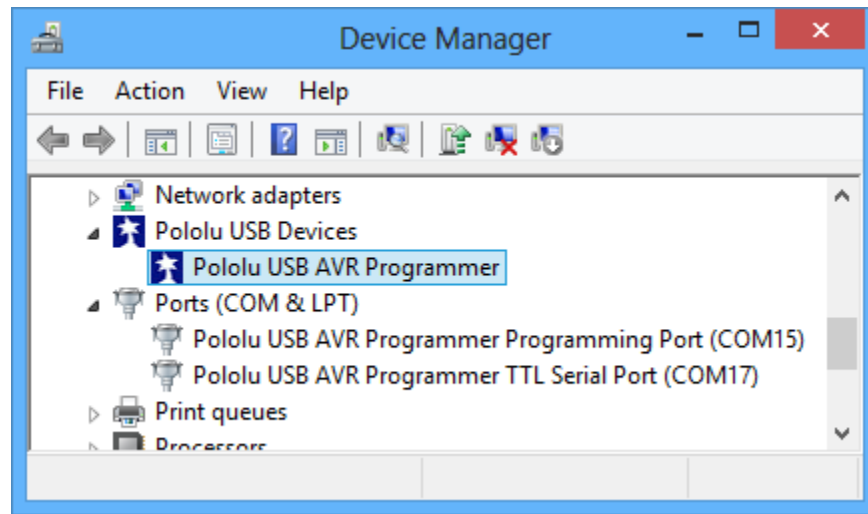 Device Manager
File Action View Help
Network adapters
Pololu USB Devices
Pololu USB AVR Programmer
Ports (COM & LPT)
Pololu USB AVR Programmer Programming Port (COM15)
Pololu USB AVR Programmer TTL Serial Port (COM17)
Print queues
Processors